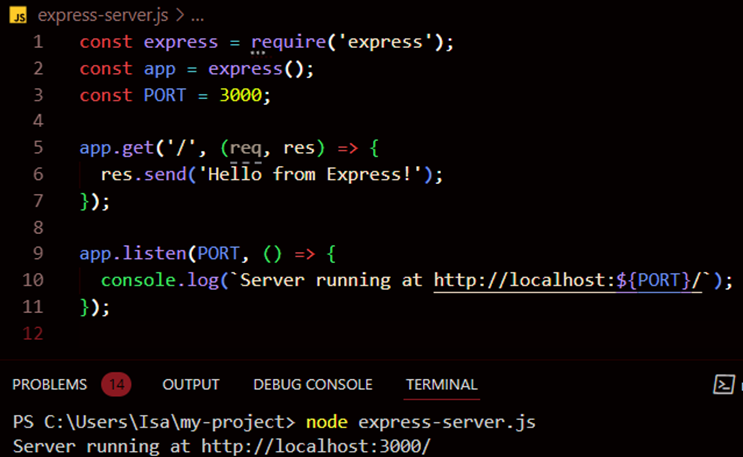 JS express-server.js > ...
1 const express = require('express');
2 const app = express();
3 const PORT = 3000;
4
5 app.get('/', (req, res) => {
6   res.send('Hello from Express!');
7 });
8
9 app.listen(PORT, () => {
10   console.log(`Server running at http://localhost:${PORT}/`);
11 });
12
PROBLEMS 14 OUTPUT DEBUG CONSOLE TERMINAL
PS C:\Users\Isa\my-project> node express-server.js
Server running at http://localhost:3000/